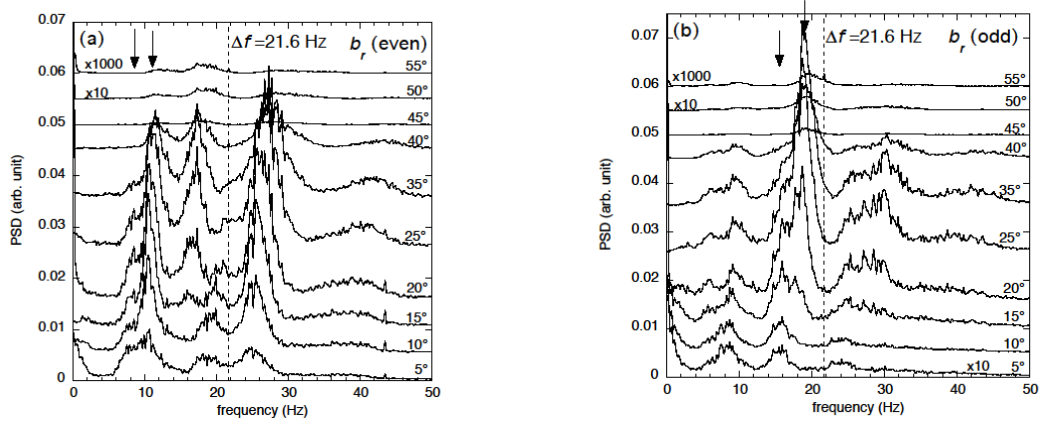 0.07
(a)
Δf =21.6 Hz
b_r (even)
0.06
x1000
55°
x10
50°
0.05
45°
40°
0.04
35°
0.03
25°
0.02
20°
15°
0.01
10°
0
5°
0 10 20 30 40 50
frequency (Hz)
PSD (arb. unit)
0.07
(b)
Δf =21.6 Hz
b_r (odd)
0.06
x1000
55°
x10
50°
0.05
45°
40°
0.04
35°
0.03
25°
0.02
20°
15°
0.01
10°
0
x10 5°
0 10 20 30 40 50
frequency (Hz)
PSD (arb. unit)